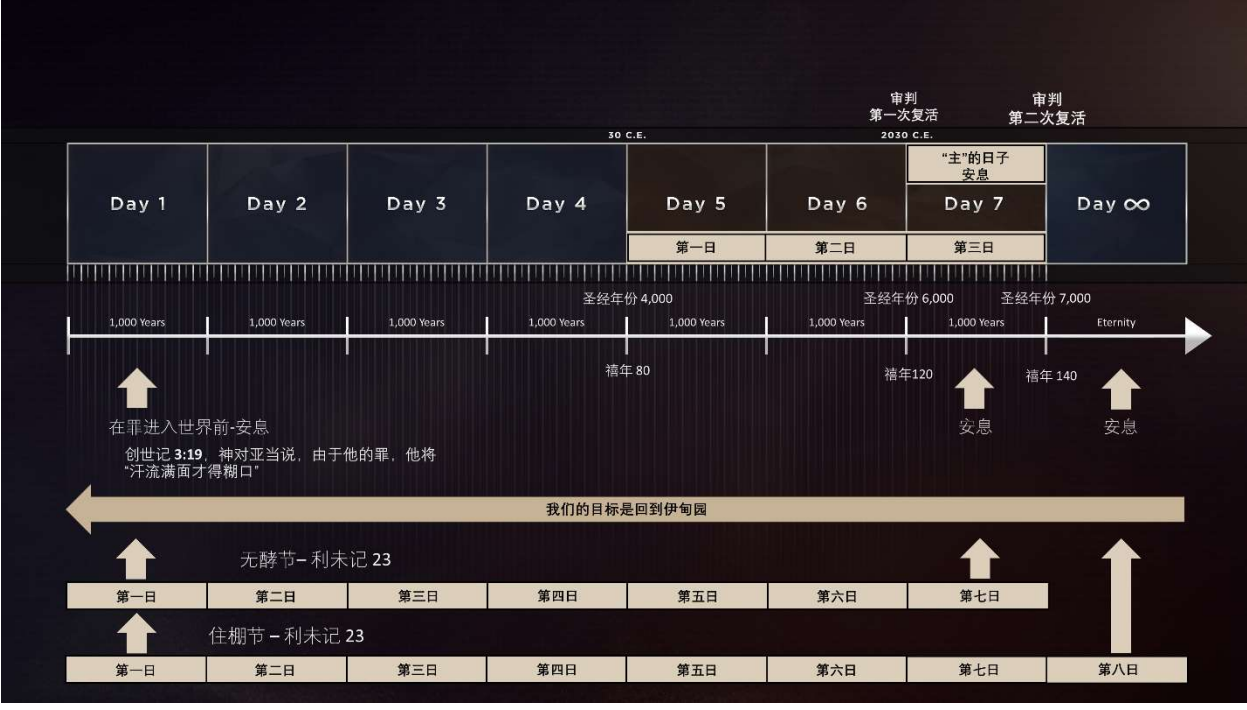 审判
第一次复活
审判
第二次复活
30 C.E.
2030 C.E.
“主”的日子
安息
Day 1
Day 2
Day 3
Day 4
Day 5
Day 6
Day 7
Day ∞
第一日
第二日
第三日
圣经年份 4,000
圣经年份 6,000
圣经年份 7,000
1,000 Years
1,000 Years
1,000 Years
1,000 Years
1,000 Years
1,000 Years
1,000 Years
Eternity
禧年 80
禧年120
禧年 140
在罪进入世界前-安息
安息
安息
创世记 3:19，神对亚当说，由于他的罪，他将
“汗流满面才得糊口”
我们的目标是回到伊甸园
无酵节– 利未记 23
第一日
第二日
第三日
第四日
第五日
第六日
第七日
住棚节 – 利未记 23
第一日
第二日
第三日
第四日
第五日
第六日
第七日
第八日